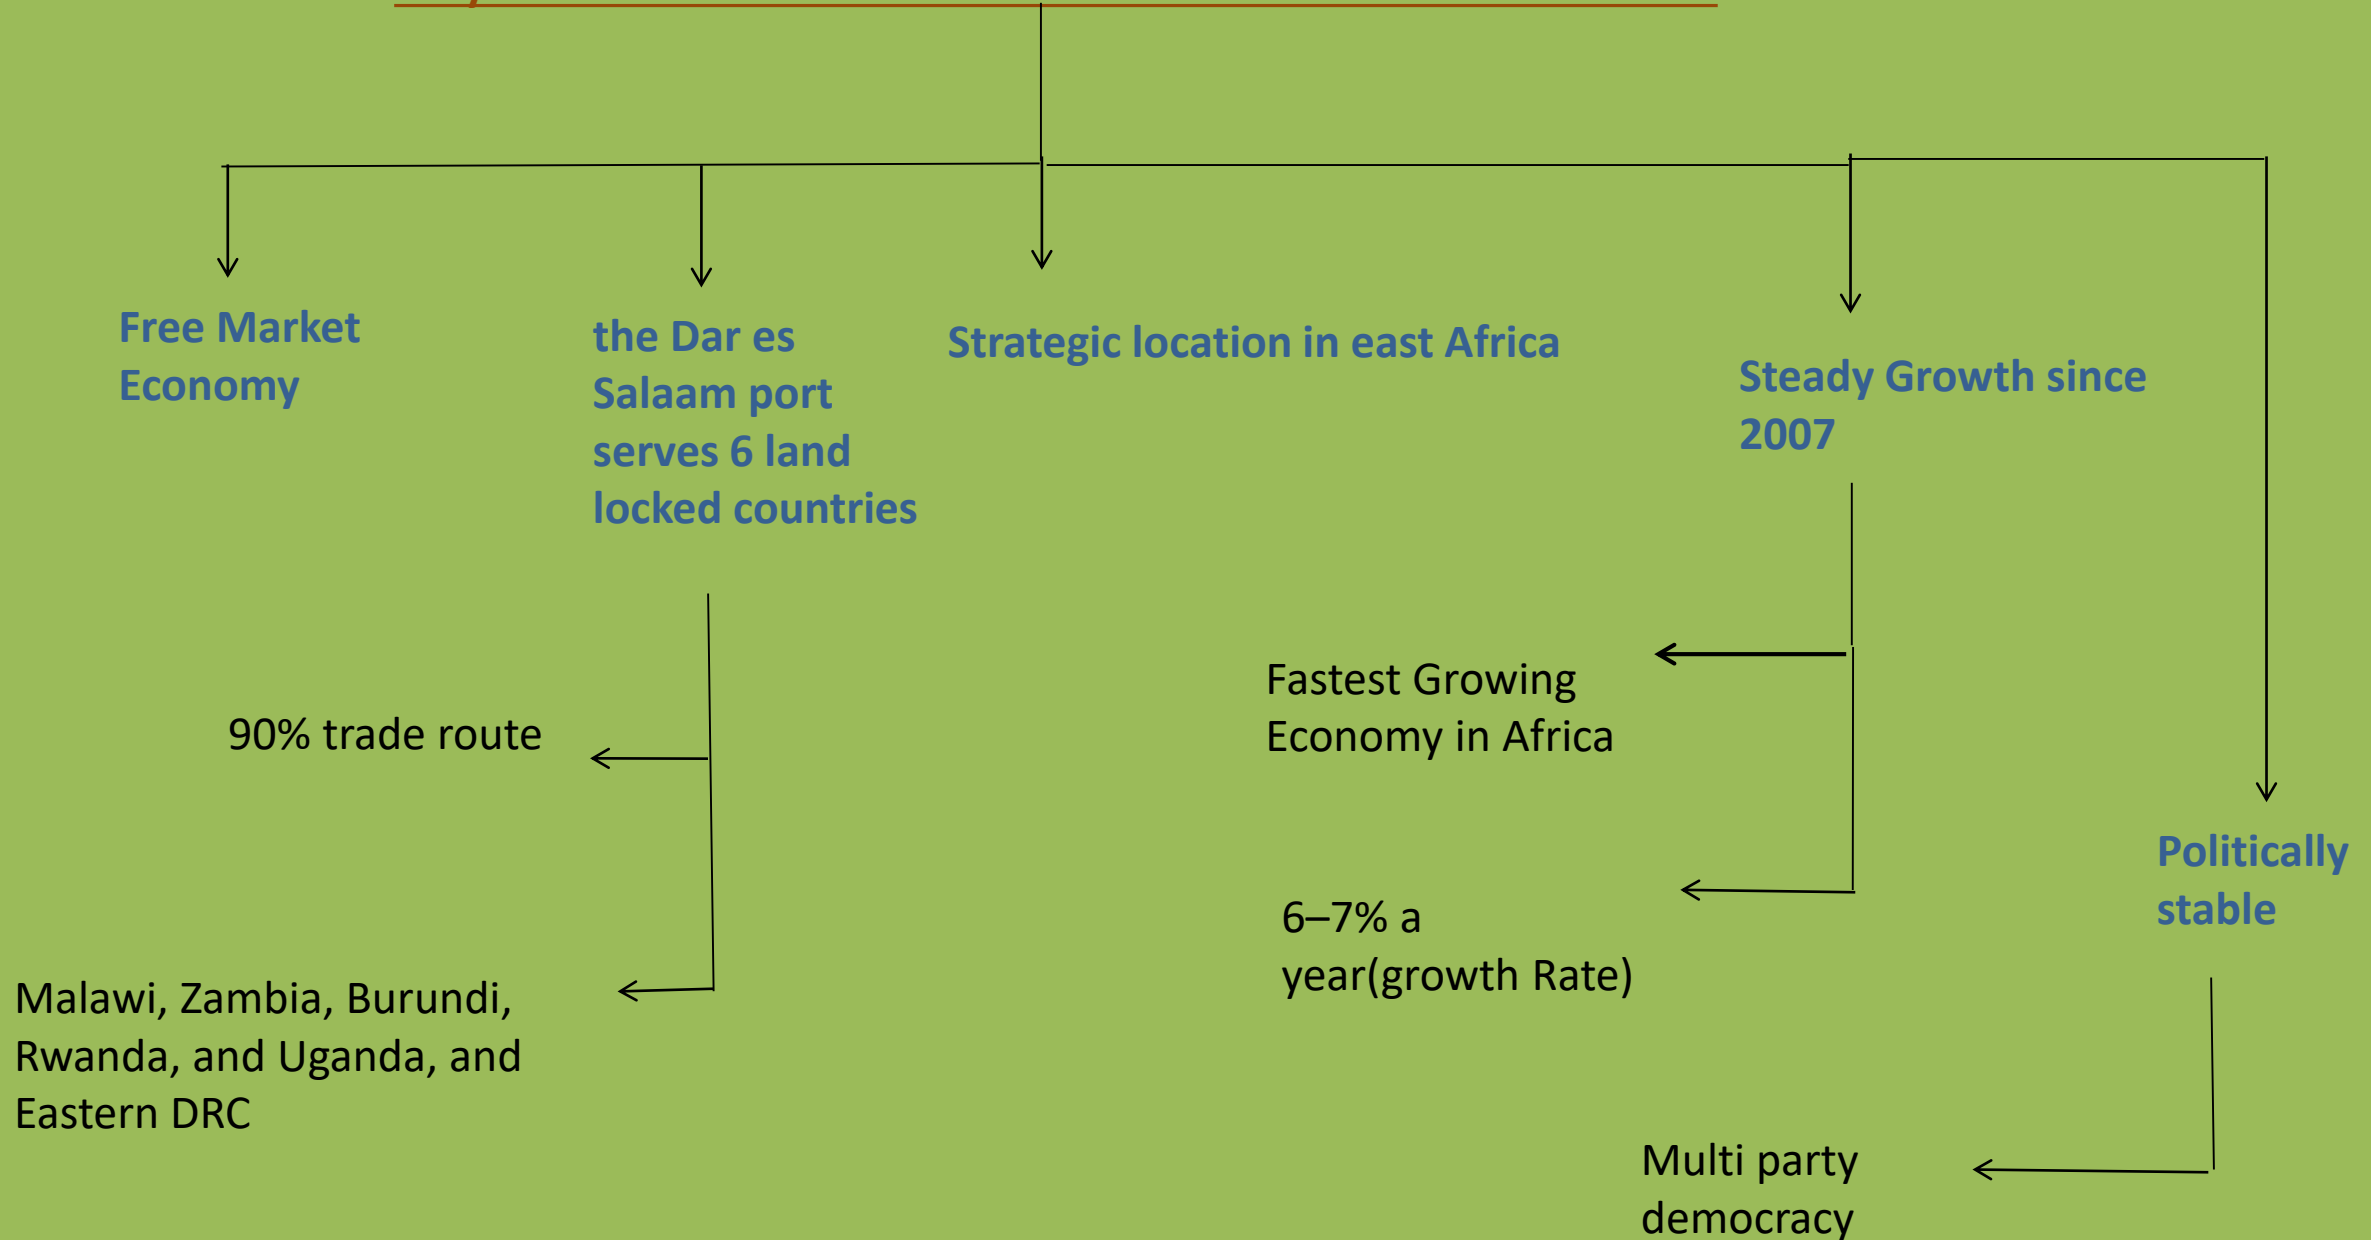 Free Market
Economy
the Dar es
Salaam port
serves 6 land
locked countries
Strategic location in east Africa
Steady Growth since
2007
90% trade route
Malawi, Zambia, Burundi,
Rwanda, and Uganda, and
Eastern DRC
Fastest Growing
Economy in Africa
6–7% a
year(growth Rate)
Politically
stable
Multi party
democracy